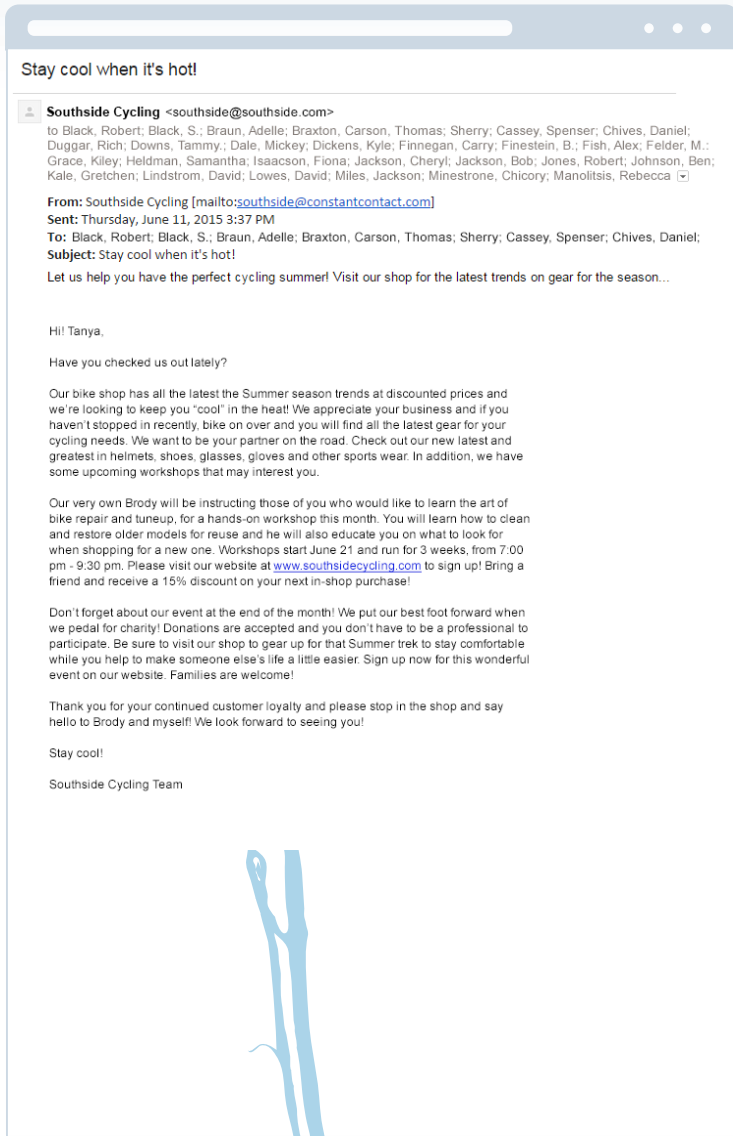 Stay cool when it's hot!
Southside Cycling <southside@southside.com>
to Black, Robert; Black, S.; Braun, Adelle; Braxton, Carson, Thomas; Sherry; Cassey, Spenser; Chives, Daniel;
Duggar, Rich; Downs, Tammy.; Dale, Mickey; Dickens, Kyle; Finnegan, Carry; Finestein, B.; Fish, Alex; Felder, M.:
Grace, Kiley; Heldman, Samantha; Isaacson, Fiona; Jackson, Cheryl; Jackson, Bob; Jones, Robert; Johnson, Ben;
Kale, Gretchen; Lindstrom, David; Lowes, David; Miles, Jackson; Minestrone, Chicory; Manolitsis, Rebecca
From: Southside Cycling [mailto:southside@constantcontact.com]
Sent: Thursday, June 11, 2015 3:37 PM
To: Black, Robert; Black, S.; Braun, Adelle; Braxton, Carson, Thomas; Sherry; Cassey, Spenser; Chives, Daniel;
Subject: Stay cool when it's hot!
Let us help you have the perfect cycling summer! Visit our shop for the latest trends on gear for the season...
Hi! Tanya,
Have you checked us out lately?
Our bike shop has all the latest the Summer season trends at discounted prices and
we're looking to keep you “cool” in the heat! We appreciate your business and if you
haven't stopped in recently, bike on over and you will find all the latest gear for your
cycling needs. We want to be your partner on the road. Check out our new latest and
greatest in helmets, shoes, glasses, gloves and other sports wear. In addition, we have
some upcoming workshops that may interest you.
Our very own Brody will be instructing those of you who would like to learn the art of
bike repair and tuneup, for a hands-on workshop this month. You will learn how to clean
and restore older models for reuse and he will also educate you on what to look for
when shopping for a new one. Workshops start June 21 and run for 3 weeks, from 7:00
pm - 9:30 pm. Please visit our website at www.southsidecycling.com to sign up! Bring a
friend and receive a 15% discount on your next in-shop purchase!
Don't forget about our event at the end of the month! We put our best foot forward when
we pedal for charity! Donations are accepted and you don't have to be a professional to
participate. Be sure to visit our shop to gear up for that Summer trek to stay comfortable
while you help to make someone else's life a little easier. Sign up now for this wonderful
event on our website. Families are welcome!
Thank you for your continued customer loyalty and please stop in the shop and say
hello to Brody and myself! We look forward to seeing you!
Stay cool!
Southside Cycling Team